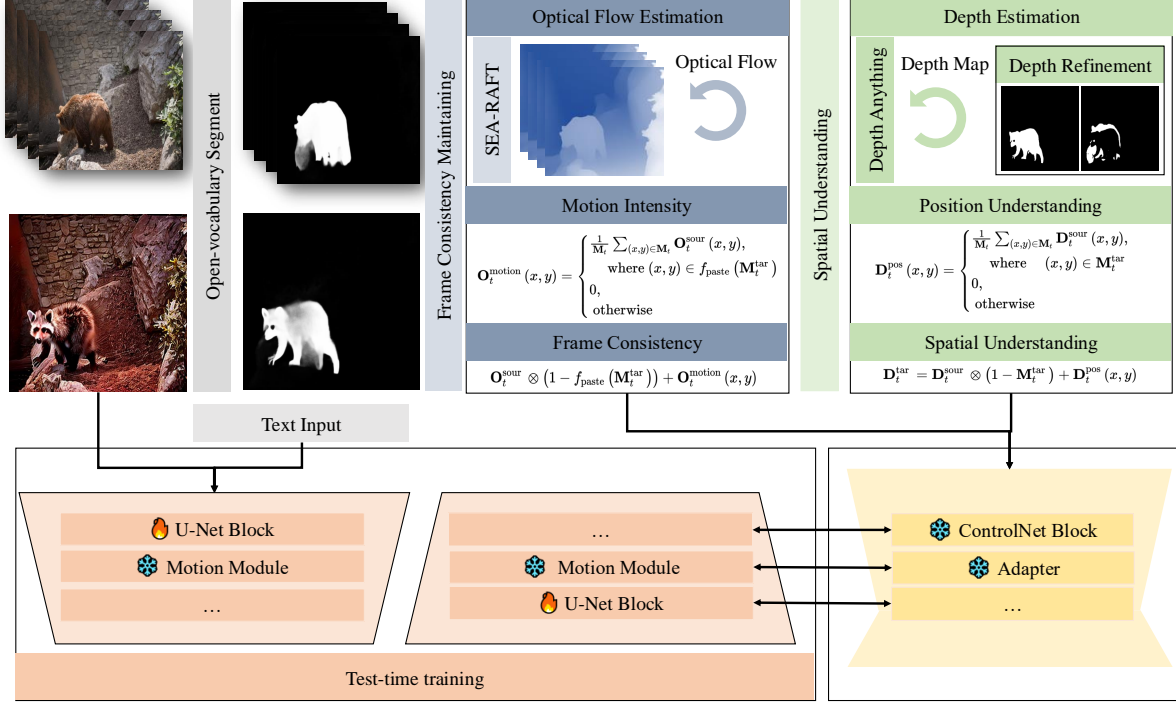 Open-vocabulary Segment
Frame Consistency Maintaining
Optical Flow Estimation
SEA-RAFT
Optical Flow
Motion Intensity
O_t^motion (x, y) = { 1/M_t ∑_(x,y)∈M_t O_t^sour (x, y),
where (x, y) ∈ f_paste (M_t^tar)
0,
otherwise
Frame Consistency
O_t^sour ⊗ (1 − f_paste (M_t^tar)) + O_t^motion (x, y)
Spatial Understanding
Depth Estimation
Depth Anything
Depth Map
Depth Refinement
Position Understanding
D_t^pos (x, y) = { 1/M_t ∑_(x,y)∈M_t D_t^sour (x, y),
where (x, y) ∈ M_t^tar
0,
otherwise
Spatial Understanding
D_t^tar = D_t^sour ⊗ (1 − M_t^tar) + D_t^pos (x, y)
Text Input
U-Net Block
Motion Module
...
...
Motion Module
U-Net Block
ControlNet Block
Adapter
...
Test-time training